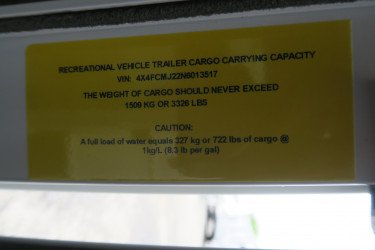 RECREATIONAL VEHICLE TRAILER CARGO CARRYING CAPACITY
VIN: 4X4FCMJ22N6013517
THE WEIGHT OF CARGO SHOULD NEVER EXCEED
1509 KG OR 3326 LBS
CAUTION:
A full load of water equals 327 kg or 722 lbs of cargo @
1kg/L (8.3 lb per gal)